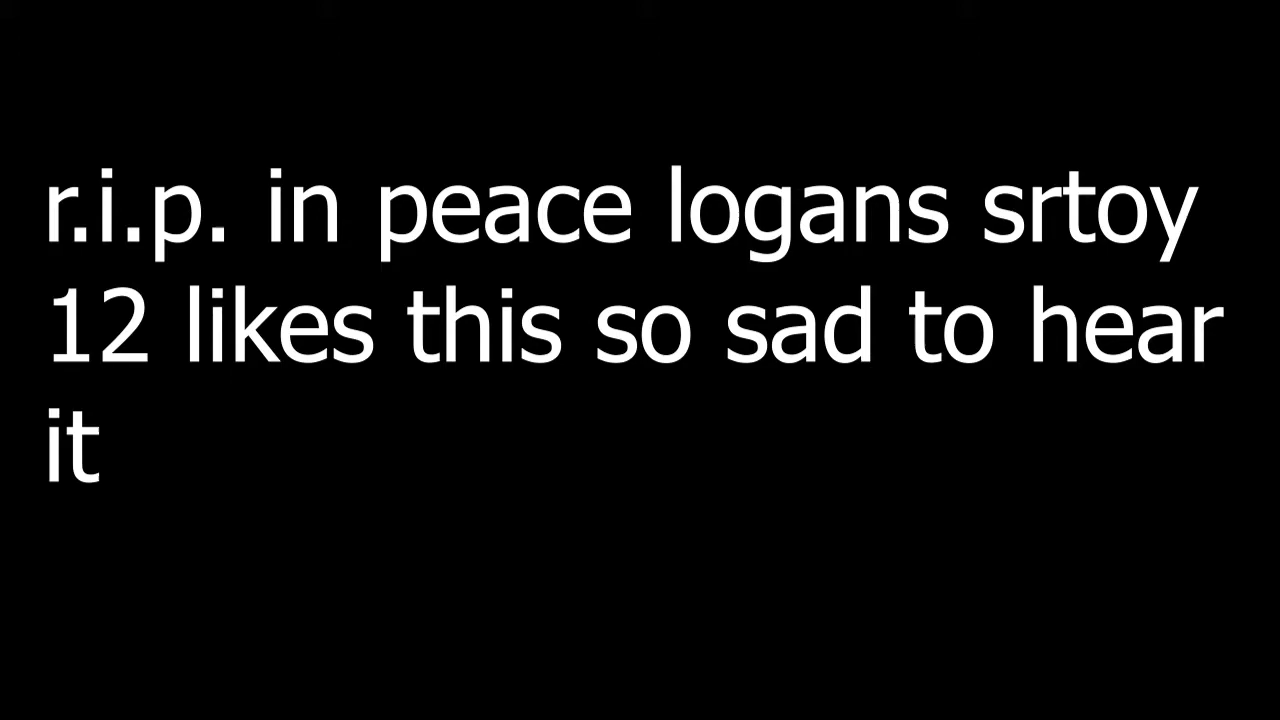 r.i.p. in peace logans srtoy
12 likes this so sad to hear
it